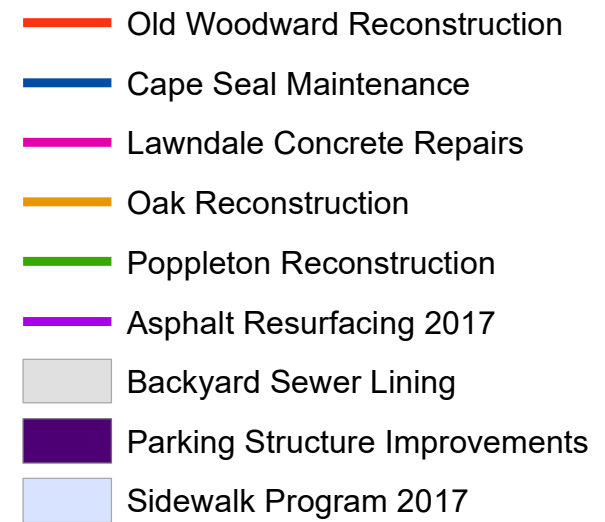 Old Woodward Reconstruction
Cape Seal Maintenance
Lawndale Concrete Repairs
Oak Reconstruction
Poppleton Reconstruction
Asphalt Resurfacing 2017
Backyard Sewer Lining
Parking Structure Improvements
Sidewalk Program 2017